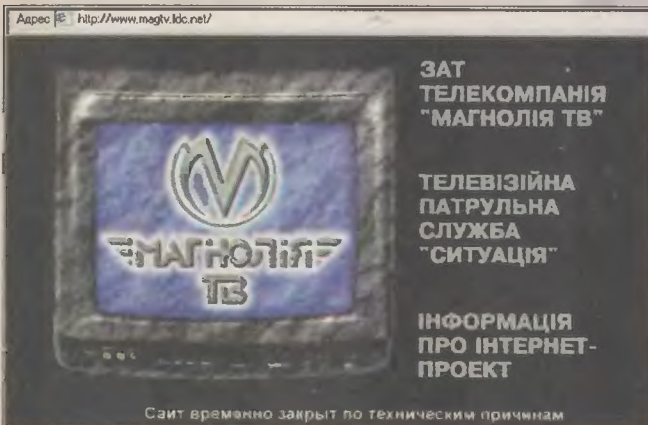 Адрес http://www.magtv.ldc.net/
ЗАТ
ТЕЛЕКОМПАНІЯ
"МАГНОЛІЯ ТВ"
МАГНОЛІЯ
ТВ
ТЕЛЕВІЗІЙНА
ПАТРУЛЬНА
СЛУЖБА
"СИТУАЦІЯ"
ІНФОРМАЦІЯ
ПРО ІНТЕРНЕТ-
ПРОЕКТ
Сайт временно закрыт по техническим причинам